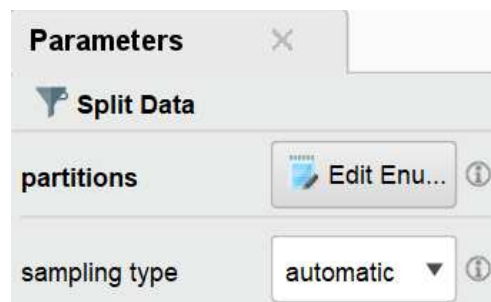 Parameters
Split Data
partitions Edit Enu...
sampling type automatic